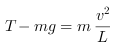 T − mg = m v²/L